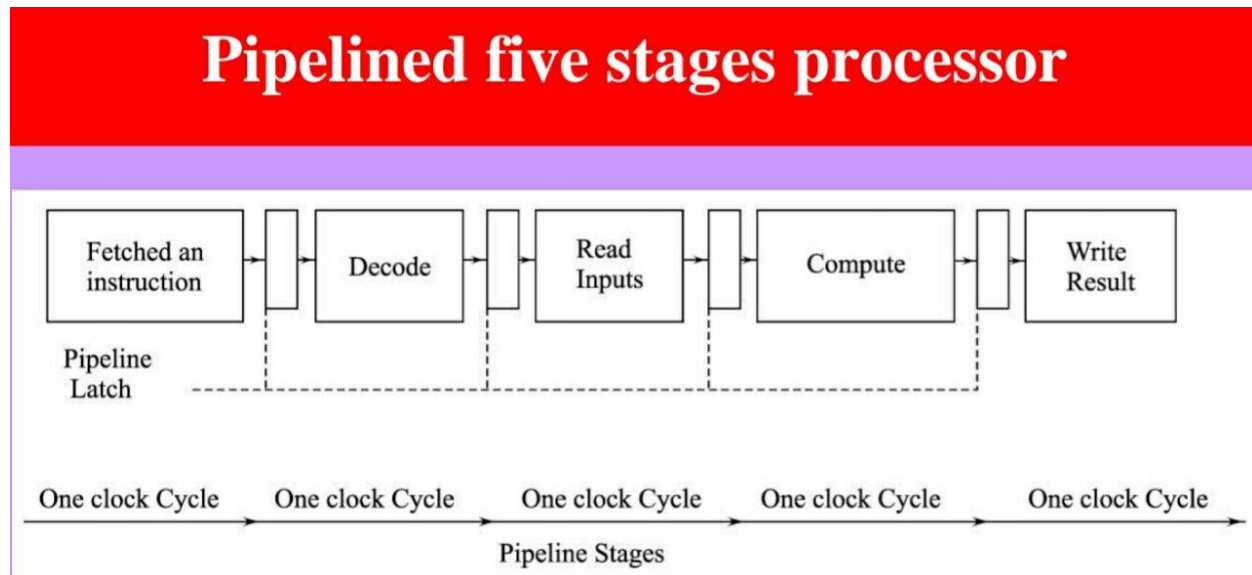 Pipelined five stages processor
Fetched an
instruction
Decode
Read
Inputs
Compute
Write
Result
Pipeline
Latch
One clock Cycle
One clock Cycle
One clock Cycle
One clock Cycle
One clock Cycle
Pipeline Stages